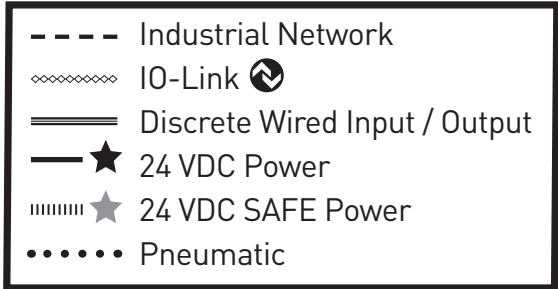 Industrial Network
IO-Link
Discrete Wired Input / Output
24 VDC Power
24 VDC SAFE Power
Pneumatic